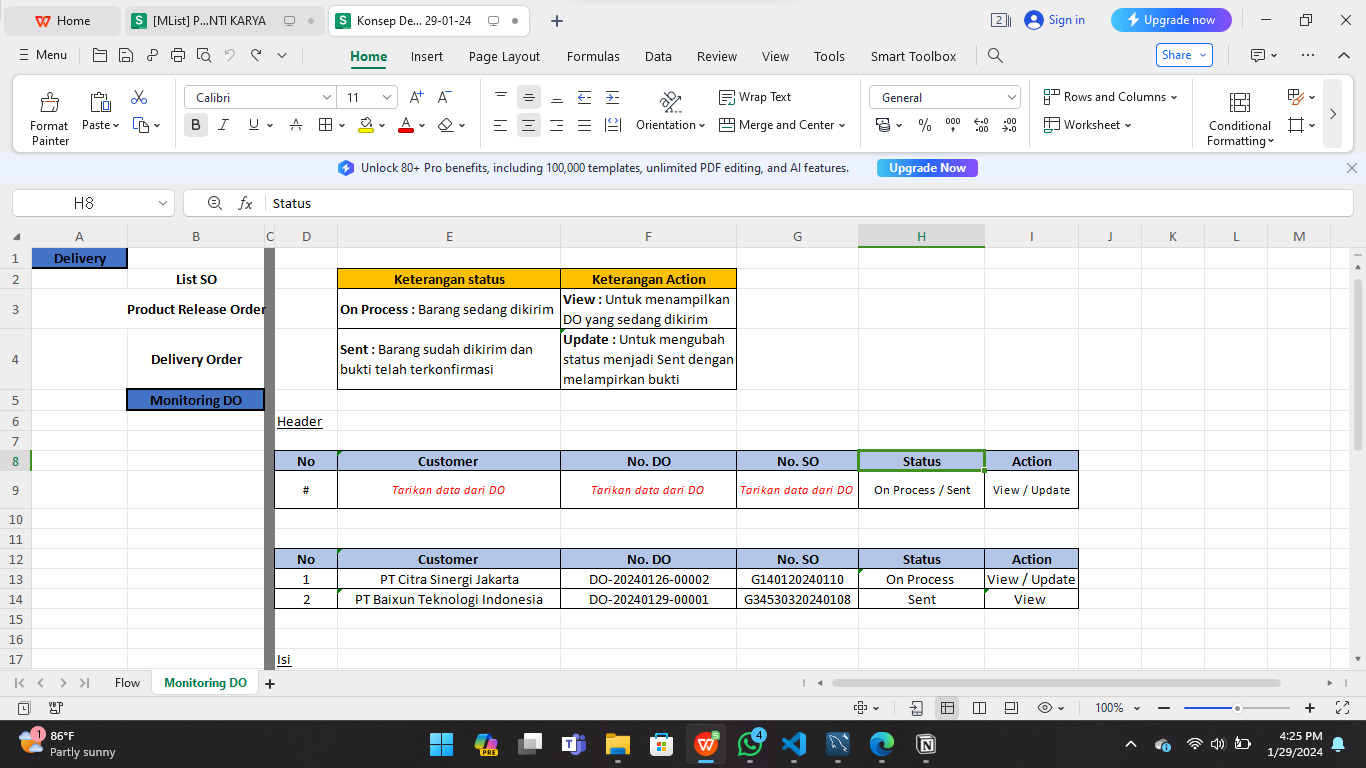 Home
[MList] P...NTI KARYA
Konsep De... 29-01-24
2
Sign in
Upgrade now
Menu
Home
Insert
Page Layout
Formulas
Data
Review
View
Tools
Smart Toolbox
Share
Format Painter
Paste
Calibri
11
B I U A
Orientation
Wrap Text
Merge and Center
General
Rows and Columns
Worksheet
Conditional Formatting
Unlock 80+ Pro benefits, including 100,000 templates, unlimited PDF editing, and AI features.
Upgrade Now
H8
fx
Status
A B C D E F G H I J K L M
1 Delivery
2 List SO Keterangan status Keterangan Action
3 Product Release Order On Process : Barang sedang dikirim View : Untuk menampilkan
DO yang sedang dikirim
4 Delivery Order Sent : Barang sudah dikirim dan
bukti telah terkonfirmasi
Update : Untuk mengubah
status menjadi Sent dengan
melampirkan bukti
5 Monitoring DO
6 Header
7
8 No Customer No. DO No. SO Status Action
9 # Tarikan data dari DO Tarikan data dari DO Tarikan data dari DO On Process / Sent View / Update
10
11
12 No Customer No. DO No. SO Status Action
13 1 PT Citra Sinergi Jakarta DO-20240126-00002 G140120240110 On Process View / Update
14 2 PT Baixun Teknologi Indonesia DO-20240129-00001 G34530320240108 Sent View
15
16
17 Isi
Flow
Monitoring DO
100%
1
86°F
Partly sunny
PRE
4
4:25 PM
1/29/2024